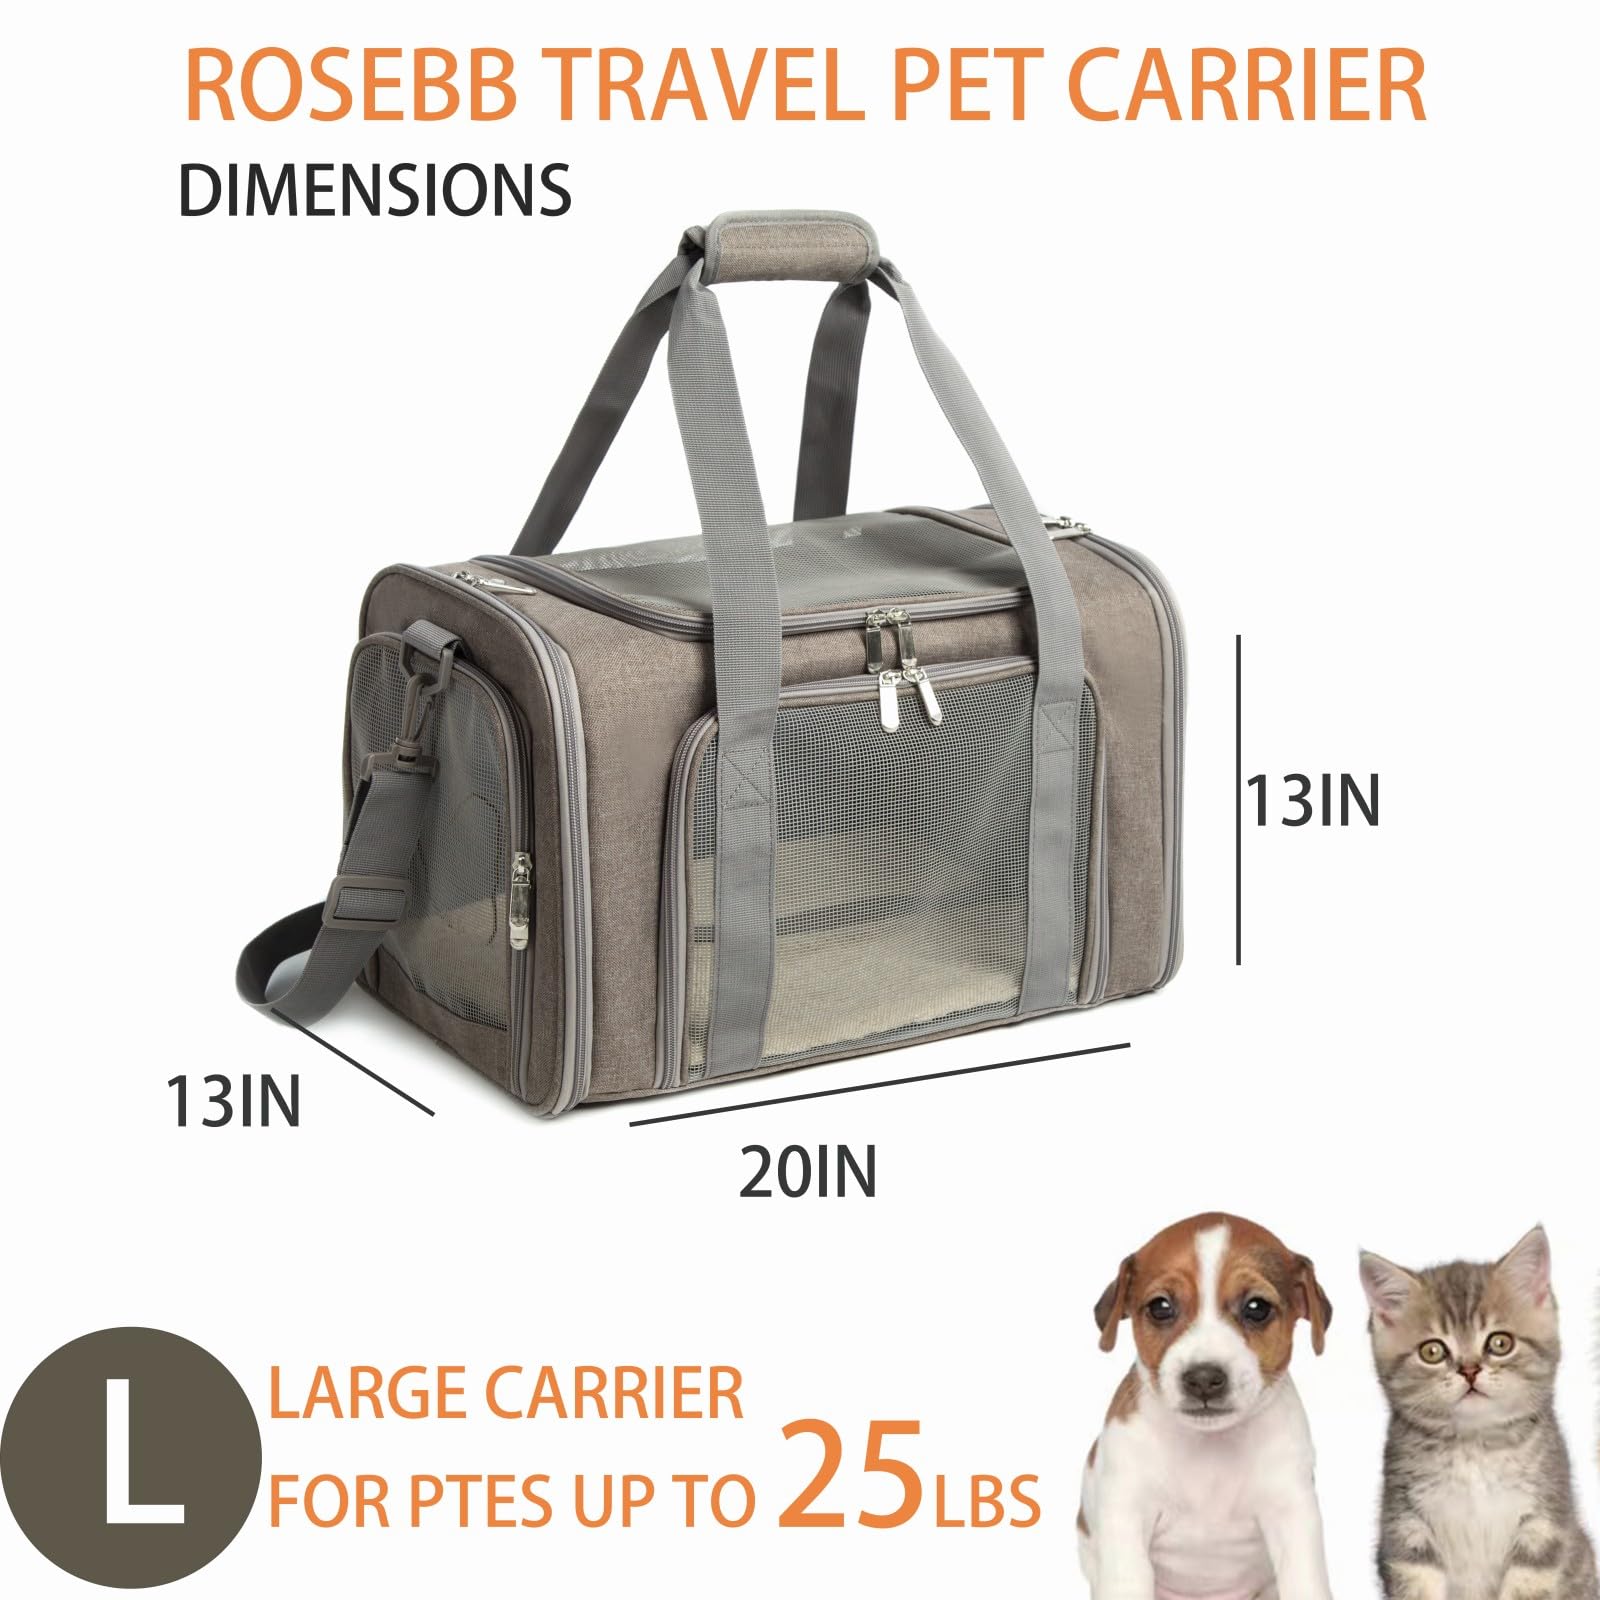 ROSEBB TRAVEL PET CARRIER
DIMENSIONS
13IN
13IN
20IN
L
LARGE CARRIER
FOR PTES UP TO 25LBS